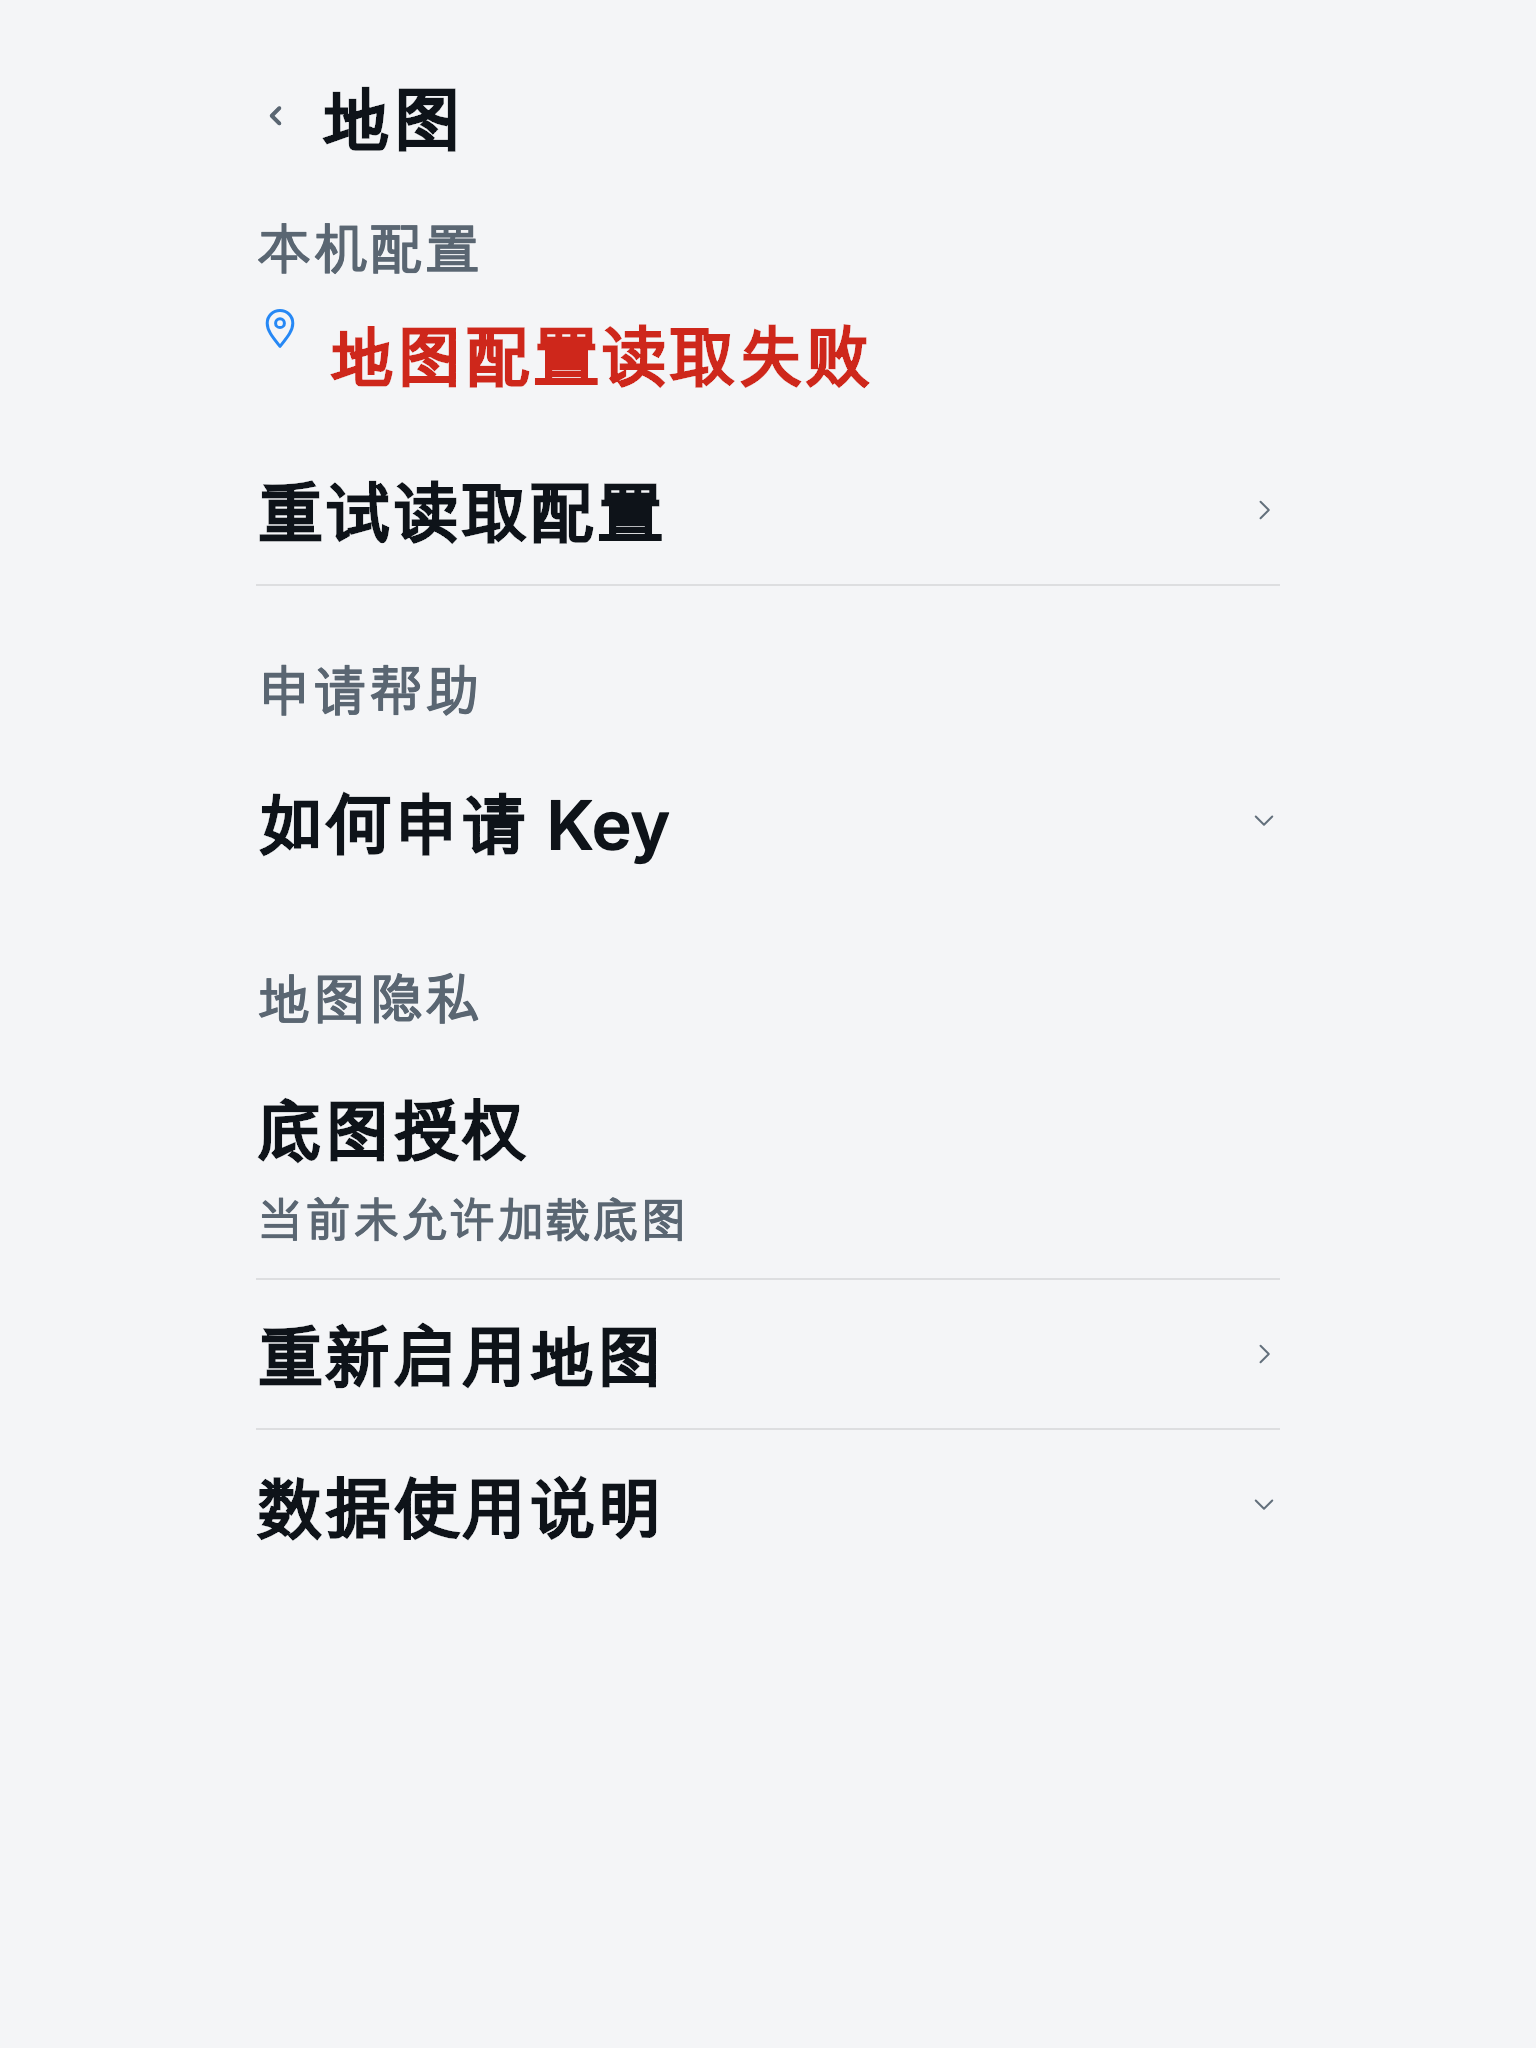 地图
本机配置
地图配置读取失败
重试读取配置
申请帮助
如何申请 Key
地图隐私
底图授权
当前未允许加载底图
重新启用地图
数据使用说明